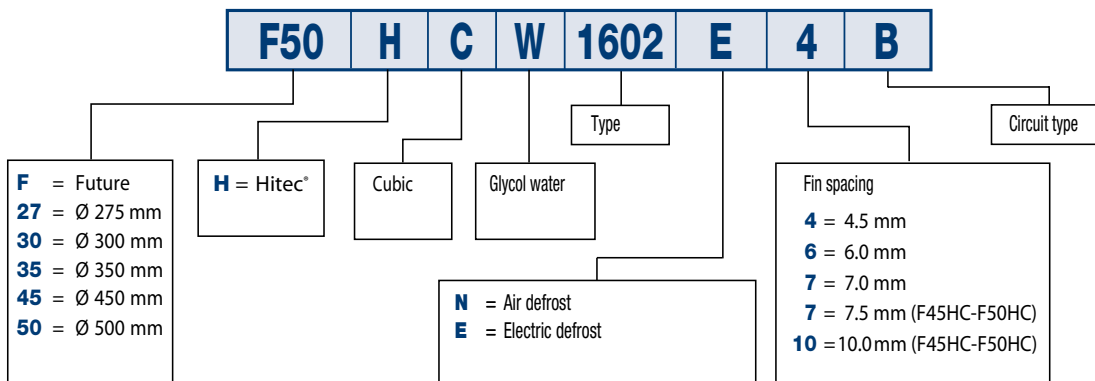 F50 H C W 1602 E 4 B
Type
Circuit type
F = Future
27 = Ø 275 mm
30 = Ø 300 mm
35 = Ø 350 mm
45 = Ø 450 mm
50 = Ø 500 mm
H = Hitec®
Cubic
Glycol water
N = Air defrost
E = Electric defrost
Fin spacing
4 = 4.5 mm
6 = 6.0 mm
7 = 7.0 mm
7 = 7.5 mm (F45HC-F50HC)
10 = 10.0 mm (F45HC-F50HC)